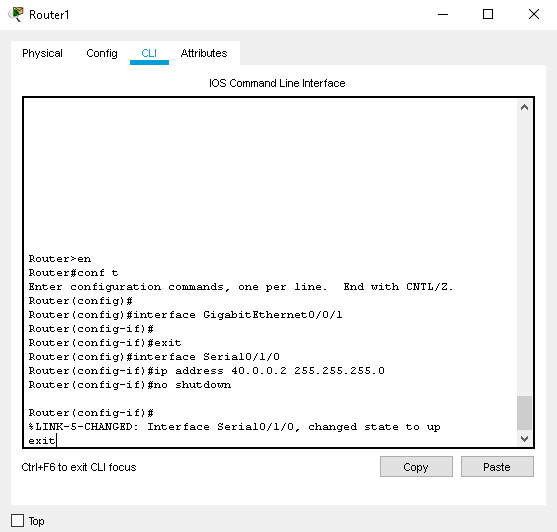 Router1
Physical Config CLI Attributes
IOS Command Line Interface
Router>en
Router#conf t
Enter configuration commands, one per line.  End with CNTL/Z.
Router(config)#
Router(config)#interface GigabitEthernet0/0/1
Router(config-if)#
Router(config-if)#exit
Router(config)#interface Serial0/1/0
Router(config-if)#ip address 40.0.0.2 255.255.255.0
Router(config-if)#no shutdown
Router(config-if)#
%LINK-5-CHANGED: Interface Serial0/1/0, changed state to up
exit
Ctrl+F6 to exit CLI focus
Copy Paste
Top